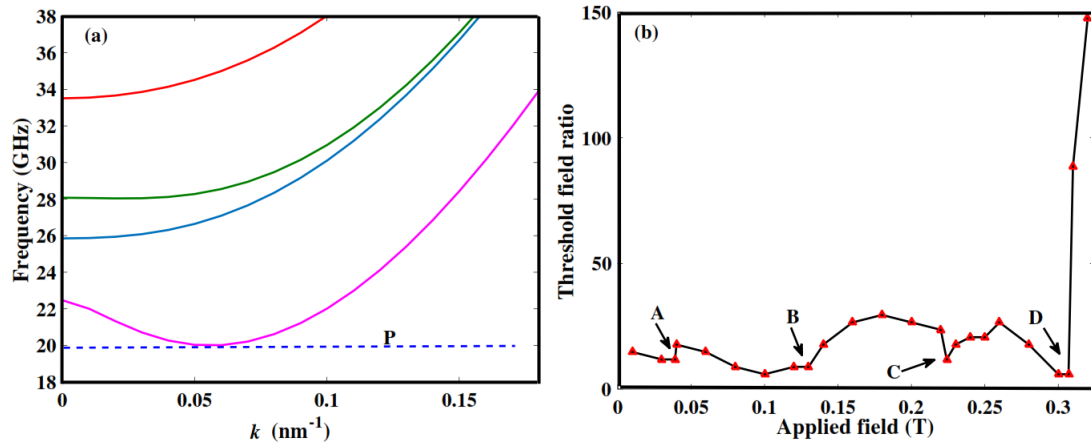 (a)
Frequency (GHz)
38
36
34
32
30
28
26
24
22
20
18
P
0
0.05
0.1
0.15
k (nm-1)
(b)
Threshold field ratio
150
100
50
0
A
B
C
D
0
0.05
0.1
0.15
0.2
0.25
0.3
Applied field (T)